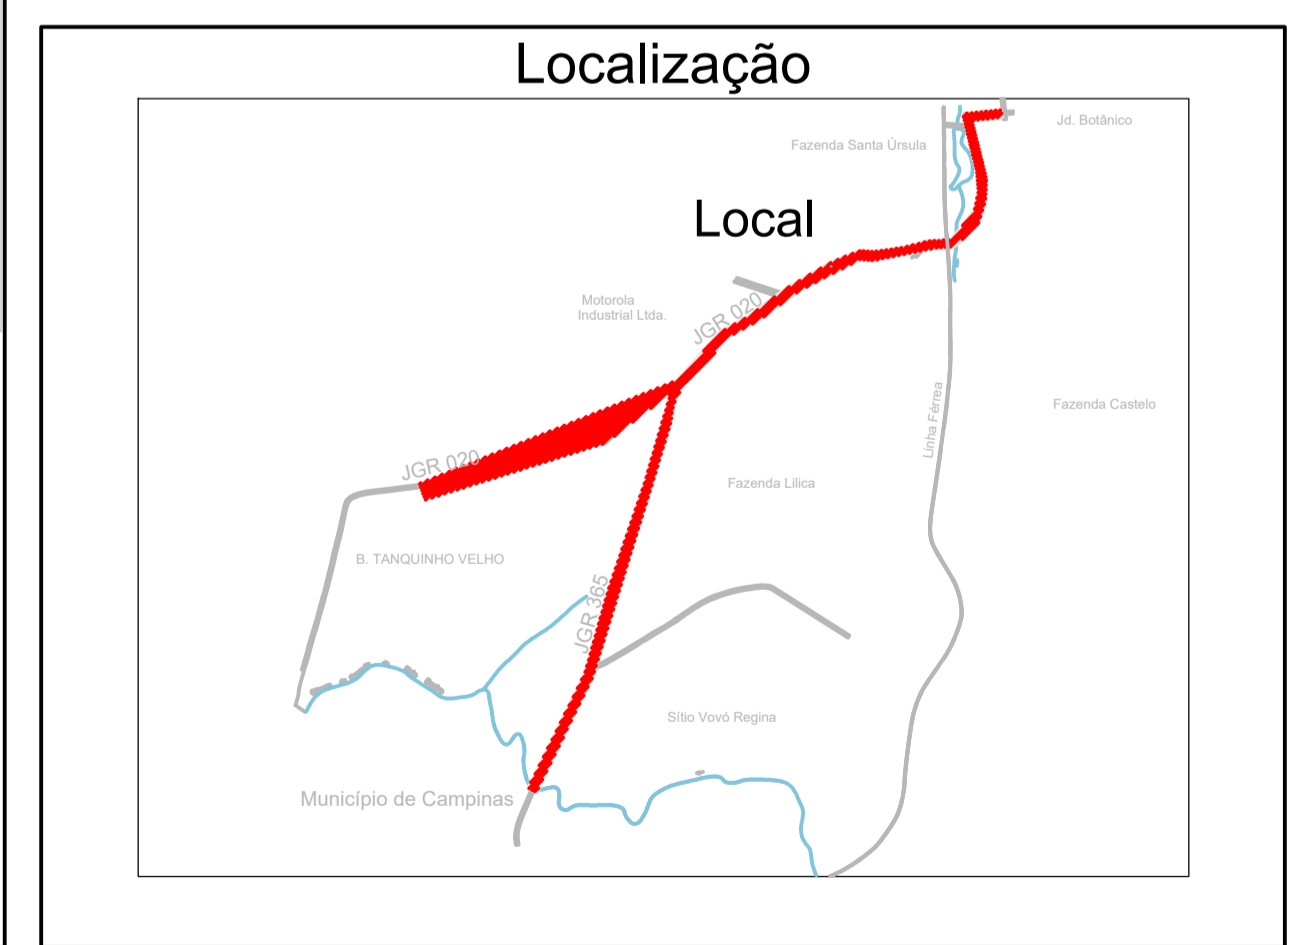 Localização
Jd. Botânico
Fazenda Santa Úrsula
Local
Motorola
Industrial Ltda.
JGR 020
Linha Férrea
Fazenda Castelo
JGR 020
Fazenda Lilica
B. TANQUINHO VELHO
JGR 365
Sítio Vovó Regina
Município de Campinas